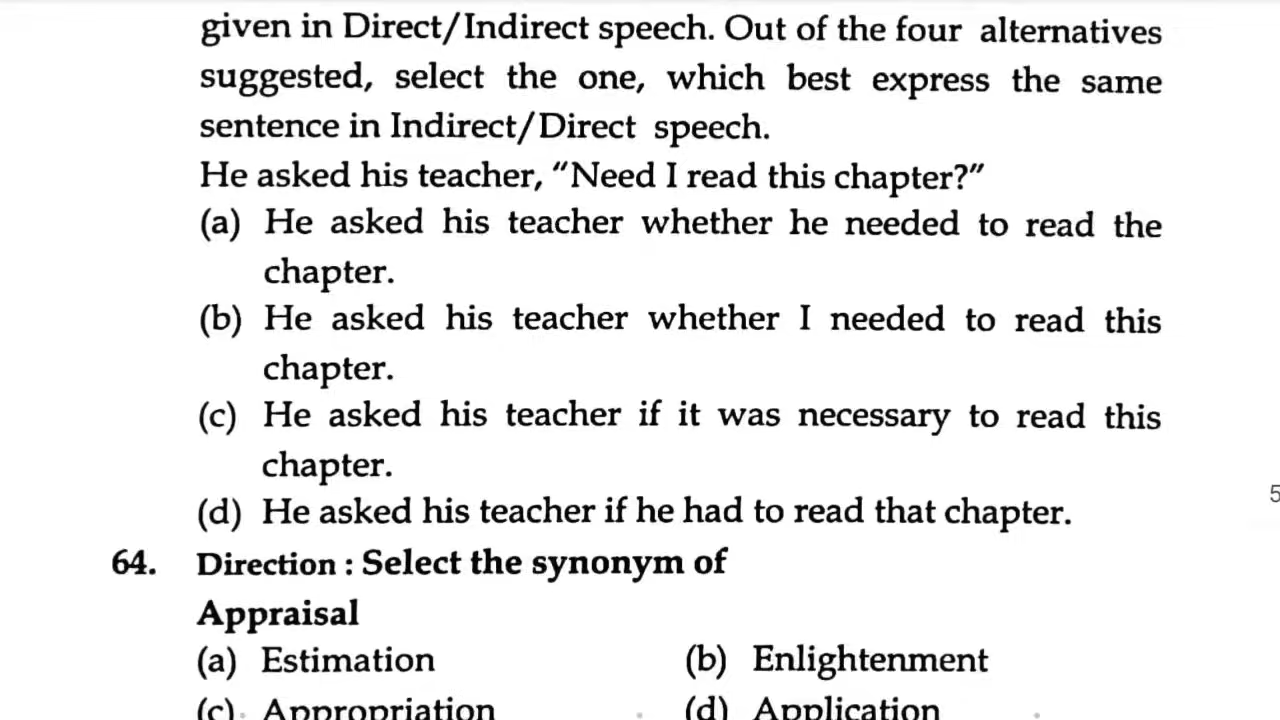 given in Direct/Indirect speech. Out of the four alternatives
suggested, select the one, which best express the same
sentence in Indirect/Direct speech.
He asked his teacher, “Need I read this chapter?”
(a) He asked his teacher whether he needed to read the
chapter.
(b) He asked his teacher whether I needed to read this
chapter.
(c) He asked his teacher if it was necessary to read this
chapter.
(d) He asked his teacher if he had to read that chapter.
5
64. Direction : Select the synonym of
Appraisal
(a) Estimation (b) Enlightenment
(c) Appropriation (d) Application